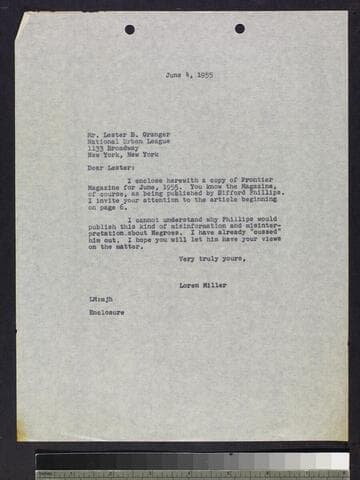 June 4, 1955
Mr. Lester B. Granger
National Urban League
1133 Broadway
New York, New York
Dear Lester:
I enclose herewith a copy of Frontier
Magazine for June, 1955. You know the Magazine,
of course, as being published by Gifford Phillips.
I invite your attention to the article beginning
on page 6.
I cannot understand why Phillips would
publish this kind of misinformation and misinter-
pretation about Negroes. I have already "cussed"
him out. I hope you will let him have your views
on the matter.
Very truly yours,
Loren Miller
LM:mjh
Enclosure